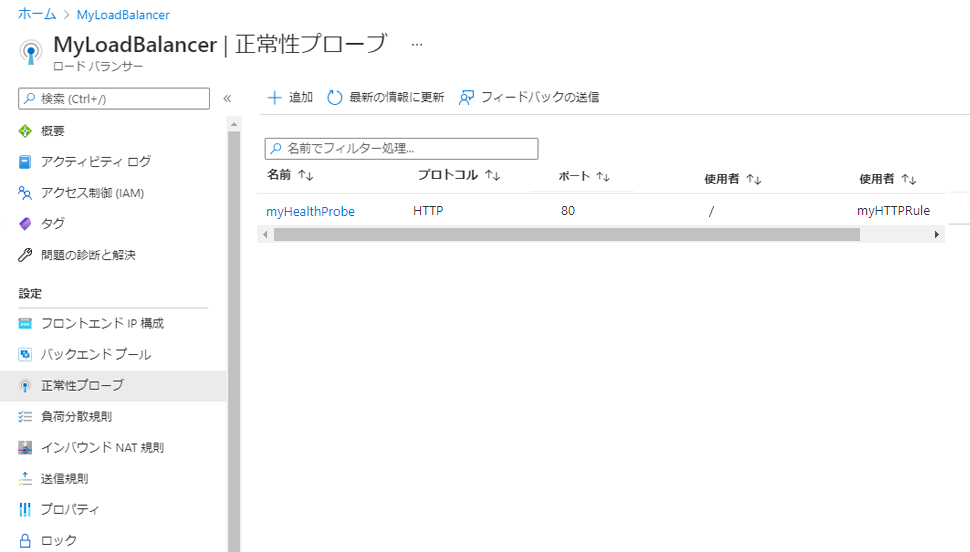 ホーム > MyLoadBalancer
MyLoadBalancer | 正常性プローブ ...
ロード バランサー
検索 (Ctrl+/)
«
概要
アクティビティ ログ
アクセス制御 (IAM)
タグ
問題の診断と解決
設定
フロントエンド IP 構成
バックエンド プール
正常性プローブ
負荷分散規則
インバウンド NAT 規則
送信規則
プロパティ
ロック
追加 最新の情報に更新 フィードバックの送信
名前でフィルター処理...
名前 ↑↓ プロトコル ↑↓ ポート ↑↓ 使用者 ↑↓ 使用者 ↑↓
myHealthProbe HTTP 80 / myHTTPRule